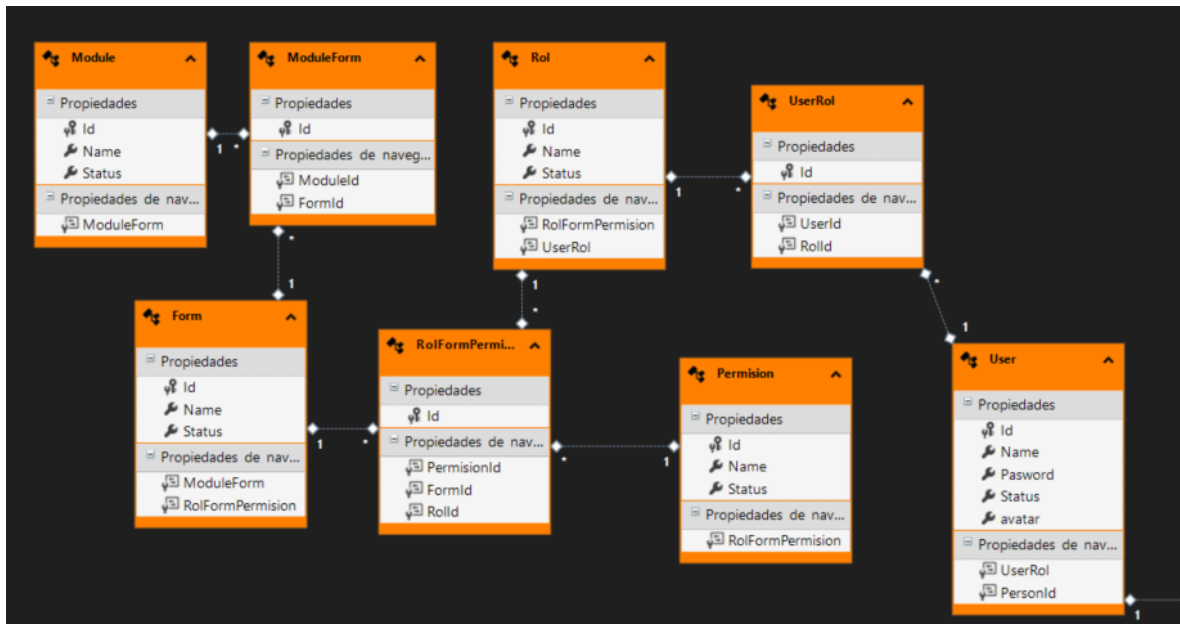 Module
Propiedades
Id
Name
Status
Propiedades de nav...
ModuleForm
1
*
ModuleForm
Propiedades
Id
Propiedades de naveg...
ModuleId
FormId
*
1
Rol
Propiedades
Id
Name
Status
Propiedades de nav...
RolFormPermision
UserRol
1
*
1
*
UserRol
Propiedades
Id
Propiedades de nav...
UserId
RolId
*
1
Form
Propiedades
Id
Name
Status
Propiedades de nav...
ModuleForm
RolFormPermision
1
*
RolFormPermi...
Propiedades
Id
Propiedades de nav...
PermisionId
FormId
RolId
*
1
Permision
Propiedades
Id
Name
Status
Propiedades de nav...
RolFormPermision
User
Propiedades
Id
Name
Pasword
Status
avatar
Propiedades de nav...
UserRol
PersonId
1